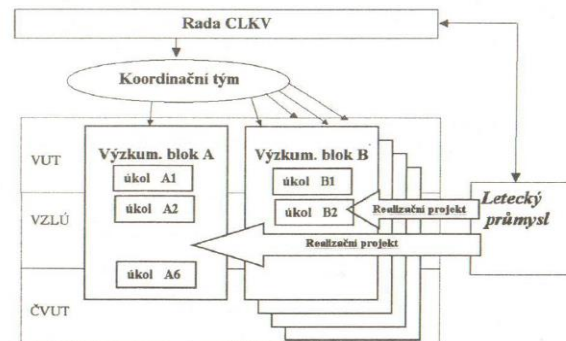 Rada CLKV
Koordinační tým
VUT
VZLÚ
ČVUT
Výzkum. blok A
úkol A1
úkol A2
úkol A6
Výzkum. blok B
úkol B1
úkol B2
Realizační projekt
Realizační projekt
Letecký
průmysl